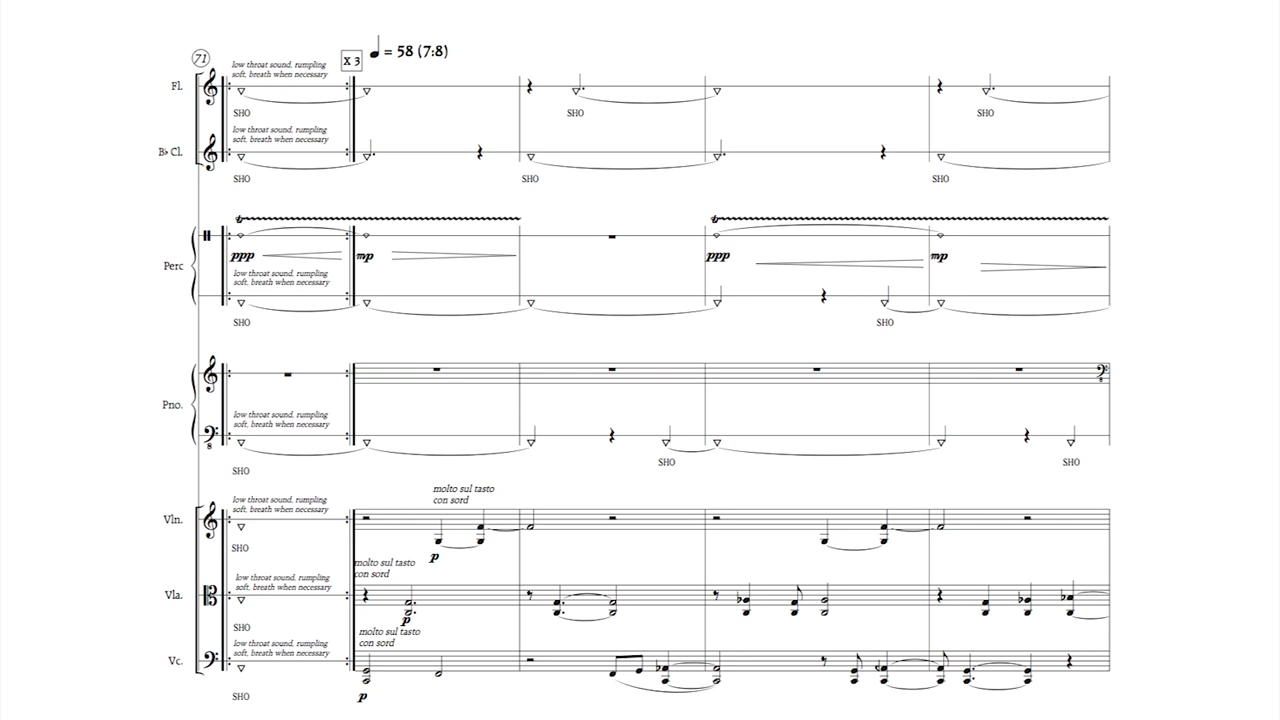 71
low throat sound, rumpling
soft, breath when necessary
X 3
= 58 (7:8)
Fl.
SHO
SHO
SHO
low throat sound, rumpling
soft, breath when necessary
B♭ Cl.
SHO
SHO
SHO
tr
tr
Perc
ppp
mp
ppp
mp
low throat sound, rumpling
soft, breath when necessary
SHO
SHO
Pno.
8
low throat sound, rumpling
soft, breath when necessary
8
SHO
SHO
SHO
molto sul tasto
con sord
low throat sound, rumpling
soft, breath when necessary
Vln.
SHO
p
molto sul tasto
con sord
low throat sound, rumpling
soft, breath when necessary
Vla.
SHO
p
molto sul tasto
con sord
low throat sound, rumpling
soft, breath when necessary
Vc.
SHO
p